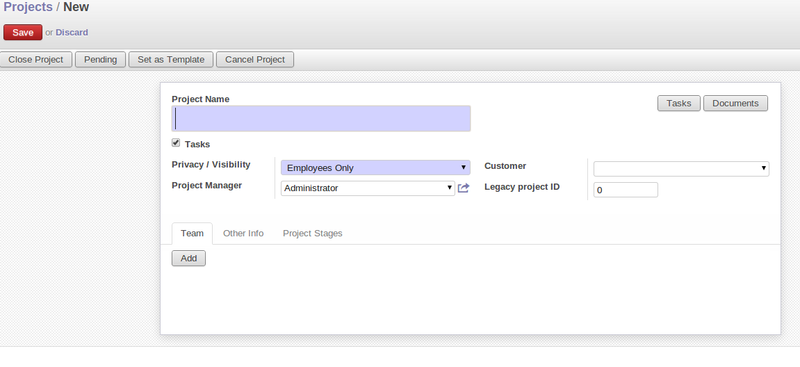 Projects / New
Save or Discard
Close Project Pending Set as Template Cancel Project
Project Name
Tasks Documents
Tasks
Privacy / Visibility Employees Only Customer
Project Manager Administrator Legacy project ID 0
Team Other Info Project Stages
Add